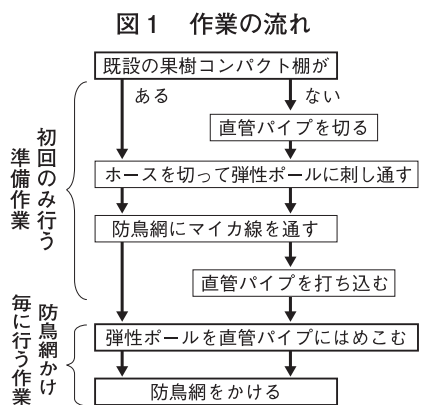 図１　作業の流れ
既設の果樹コンパクト棚が
ある
ない
直管パイプを切る
ホースを切って弾性ポールに刺し通す
防鳥網にマイカ線を通す
直管パイプを打ち込む
弾性ポールを直管パイプにはめこむ
防鳥網をかける
初回のみ行う
準備作業
防鳥網かけ
毎に行う作業